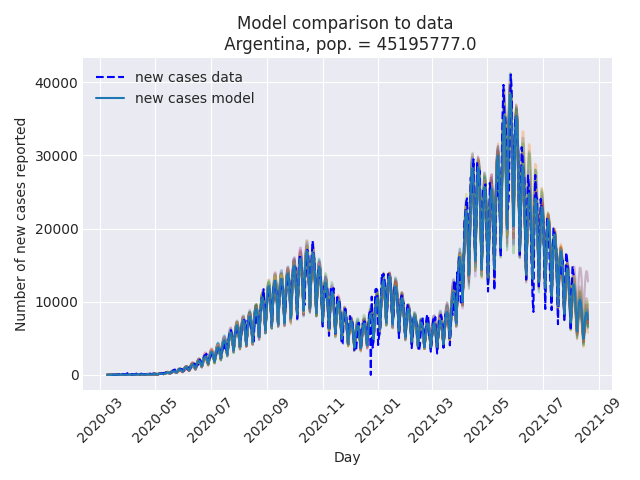 Model comparison to data
Argentina, pop. = 45195777.0
new cases data
new cases model
Number of new cases reported
40000
30000
20000
10000
0
2020-03
2020-05
2020-07
2020-09
2020-11
2021-01
2021-03
2021-05
2021-07
2021-09
Day